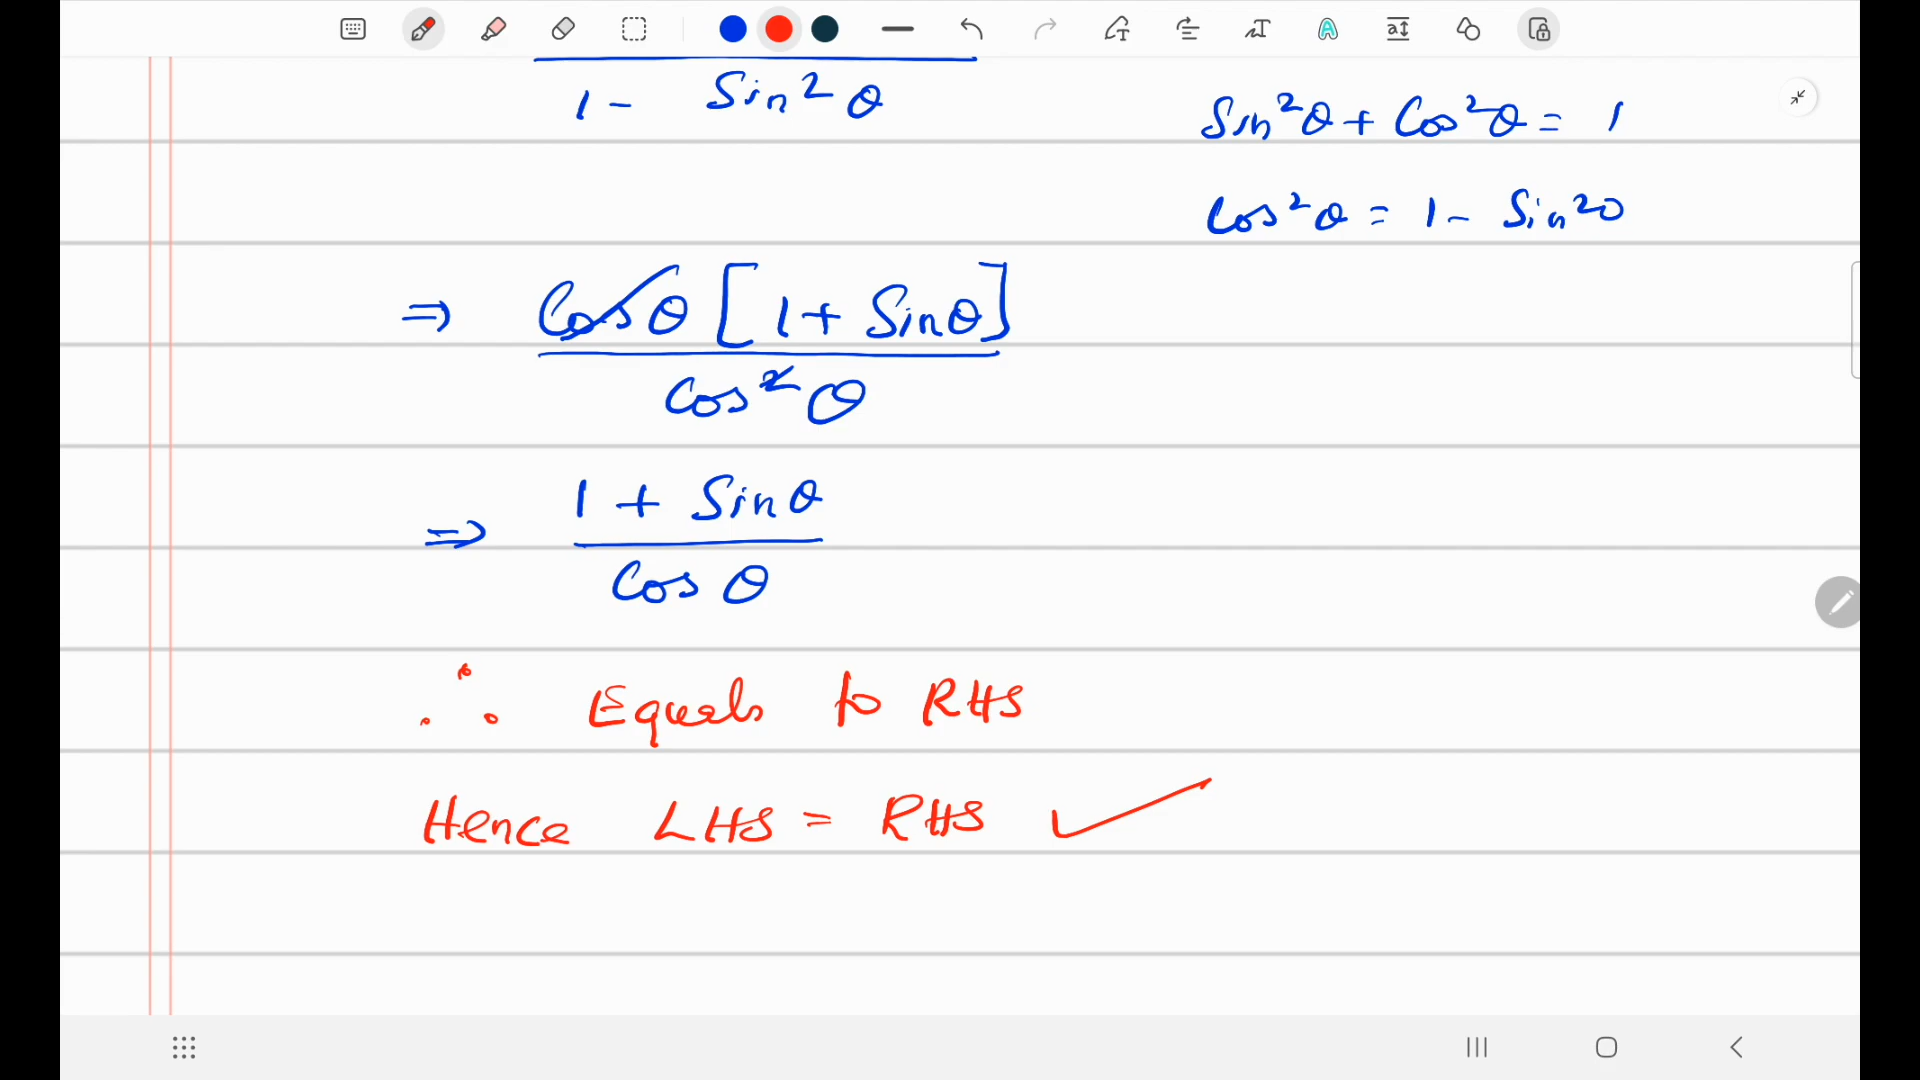 1 - Sin²θ
Sin²θ + Cos²θ = 1
Cos²θ = 1 - Sin²θ
⇒ Cosθ [1 + Sinθ]
Cos²θ
⇒ 1 + Sinθ
Cos θ
∴ Equals to RHS
Hence LHS = RHS ✓